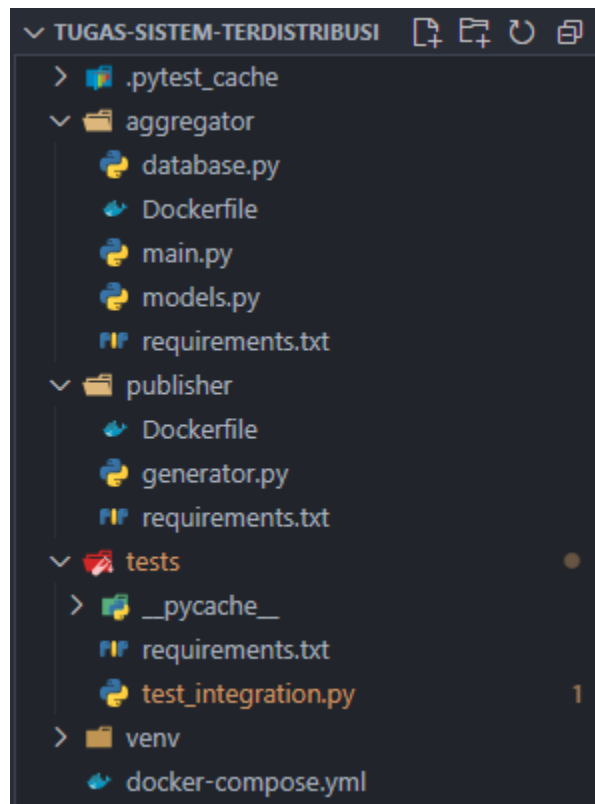 TUGAS-SISTEM-TERDISTRIBUSI
.pytest_cache
aggregator
database.py
Dockerfile
main.py
models.py
requirements.txt
publisher
Dockerfile
generator.py
requirements.txt
tests
__pycache__
requirements.txt
test_integration.py 1
venv
docker-compose.yml